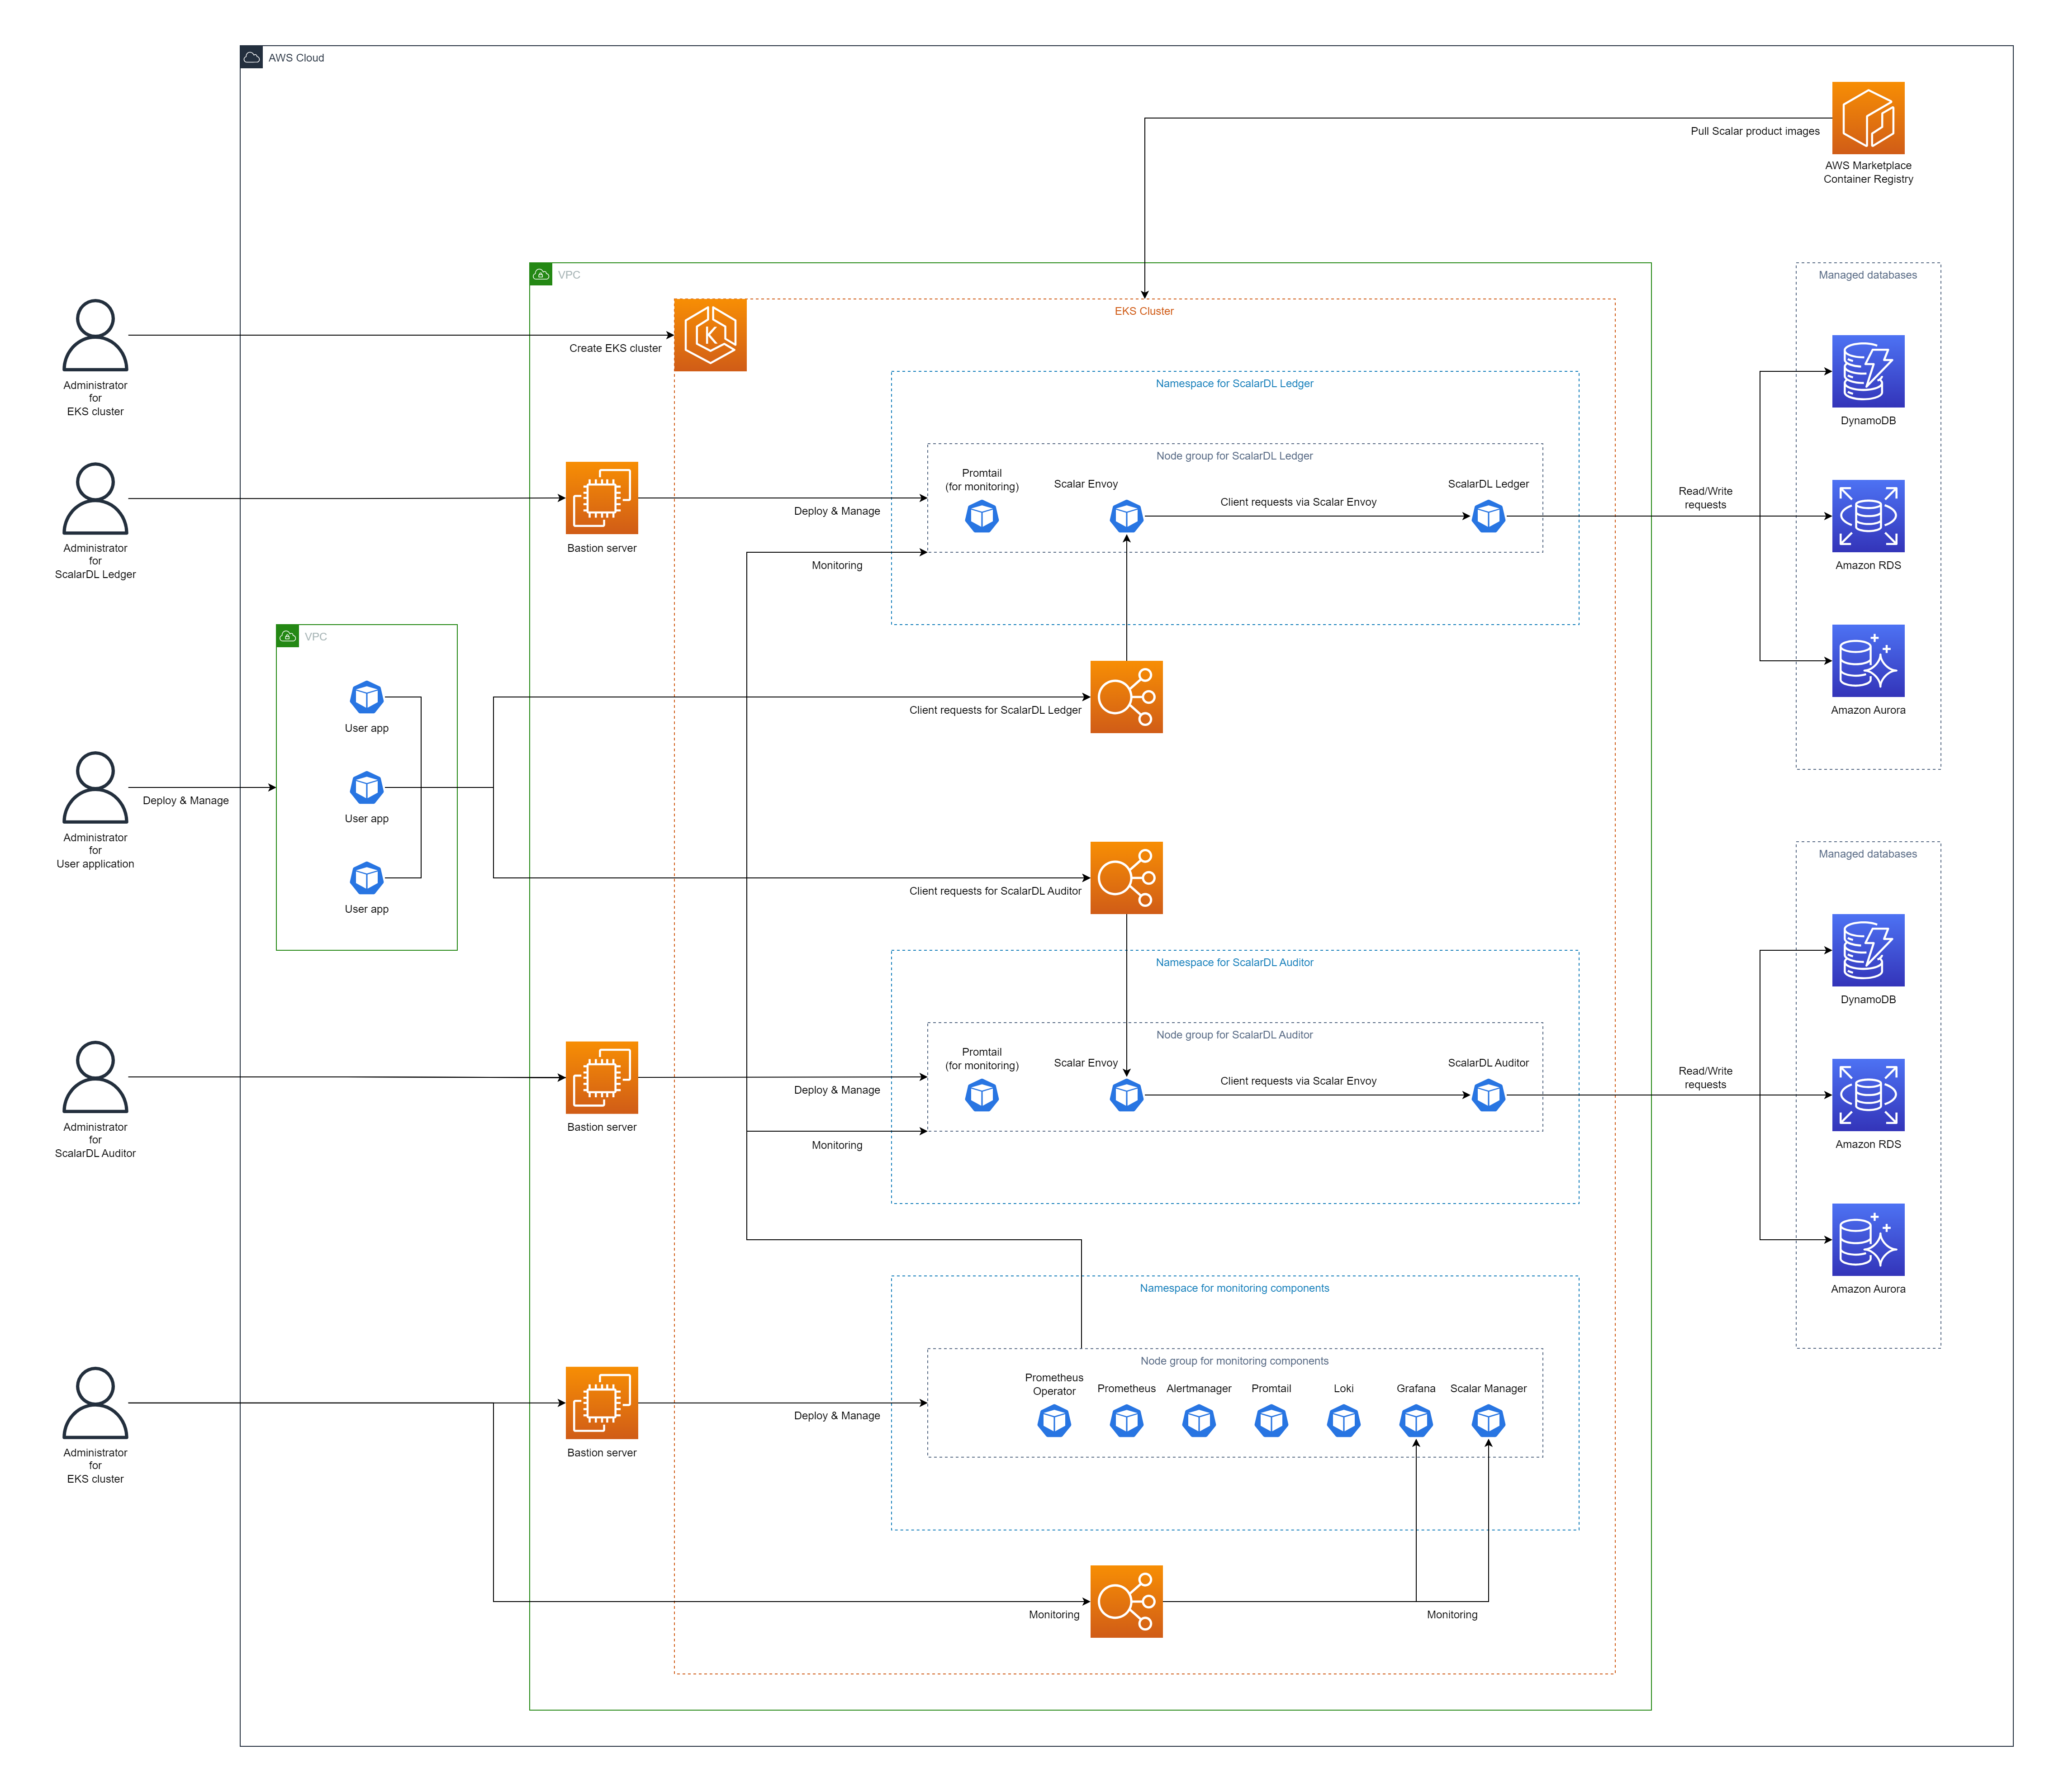 AWS Cloud
Pull Scalar product images
AWS Marketplace
Container Registry
VPC
EKS Cluster
Managed databases
Create EKS cluster
Administrator
for
EKS cluster
Namespace for ScalarDL Ledger
DynamoDB
Node group for ScalarDL Ledger
Promtail
(for monitoring)
Scalar Envoy
Client requests via Scalar Envoy
ScalarDL Ledger
Read/Write
requests
Deploy & Manage
Bastion server
Administrator
for
ScalarDL Ledger
Monitoring
Amazon RDS
VPC
User app
Client requests for ScalarDL Ledger
Amazon Aurora
Deploy & Manage
User app
Administrator
for
User application
Managed databases
Client requests for ScalarDL Auditor
User app
Namespace for ScalarDL Auditor
DynamoDB
Node group for ScalarDL Auditor
Promtail
(for monitoring)
Scalar Envoy
Client requests via Scalar Envoy
ScalarDL Auditor
Read/Write
requests
Deploy & Manage
Bastion server
Administrator
for
ScalarDL Auditor
Monitoring
Amazon RDS
Namespace for monitoring components
Amazon Aurora
Node group for monitoring components
Prometheus
Operator
Prometheus
Alertmanager
Promtail
Loki
Grafana
Scalar Manager
Deploy & Manage
Bastion server
Administrator
for
EKS cluster
Monitoring
Monitoring